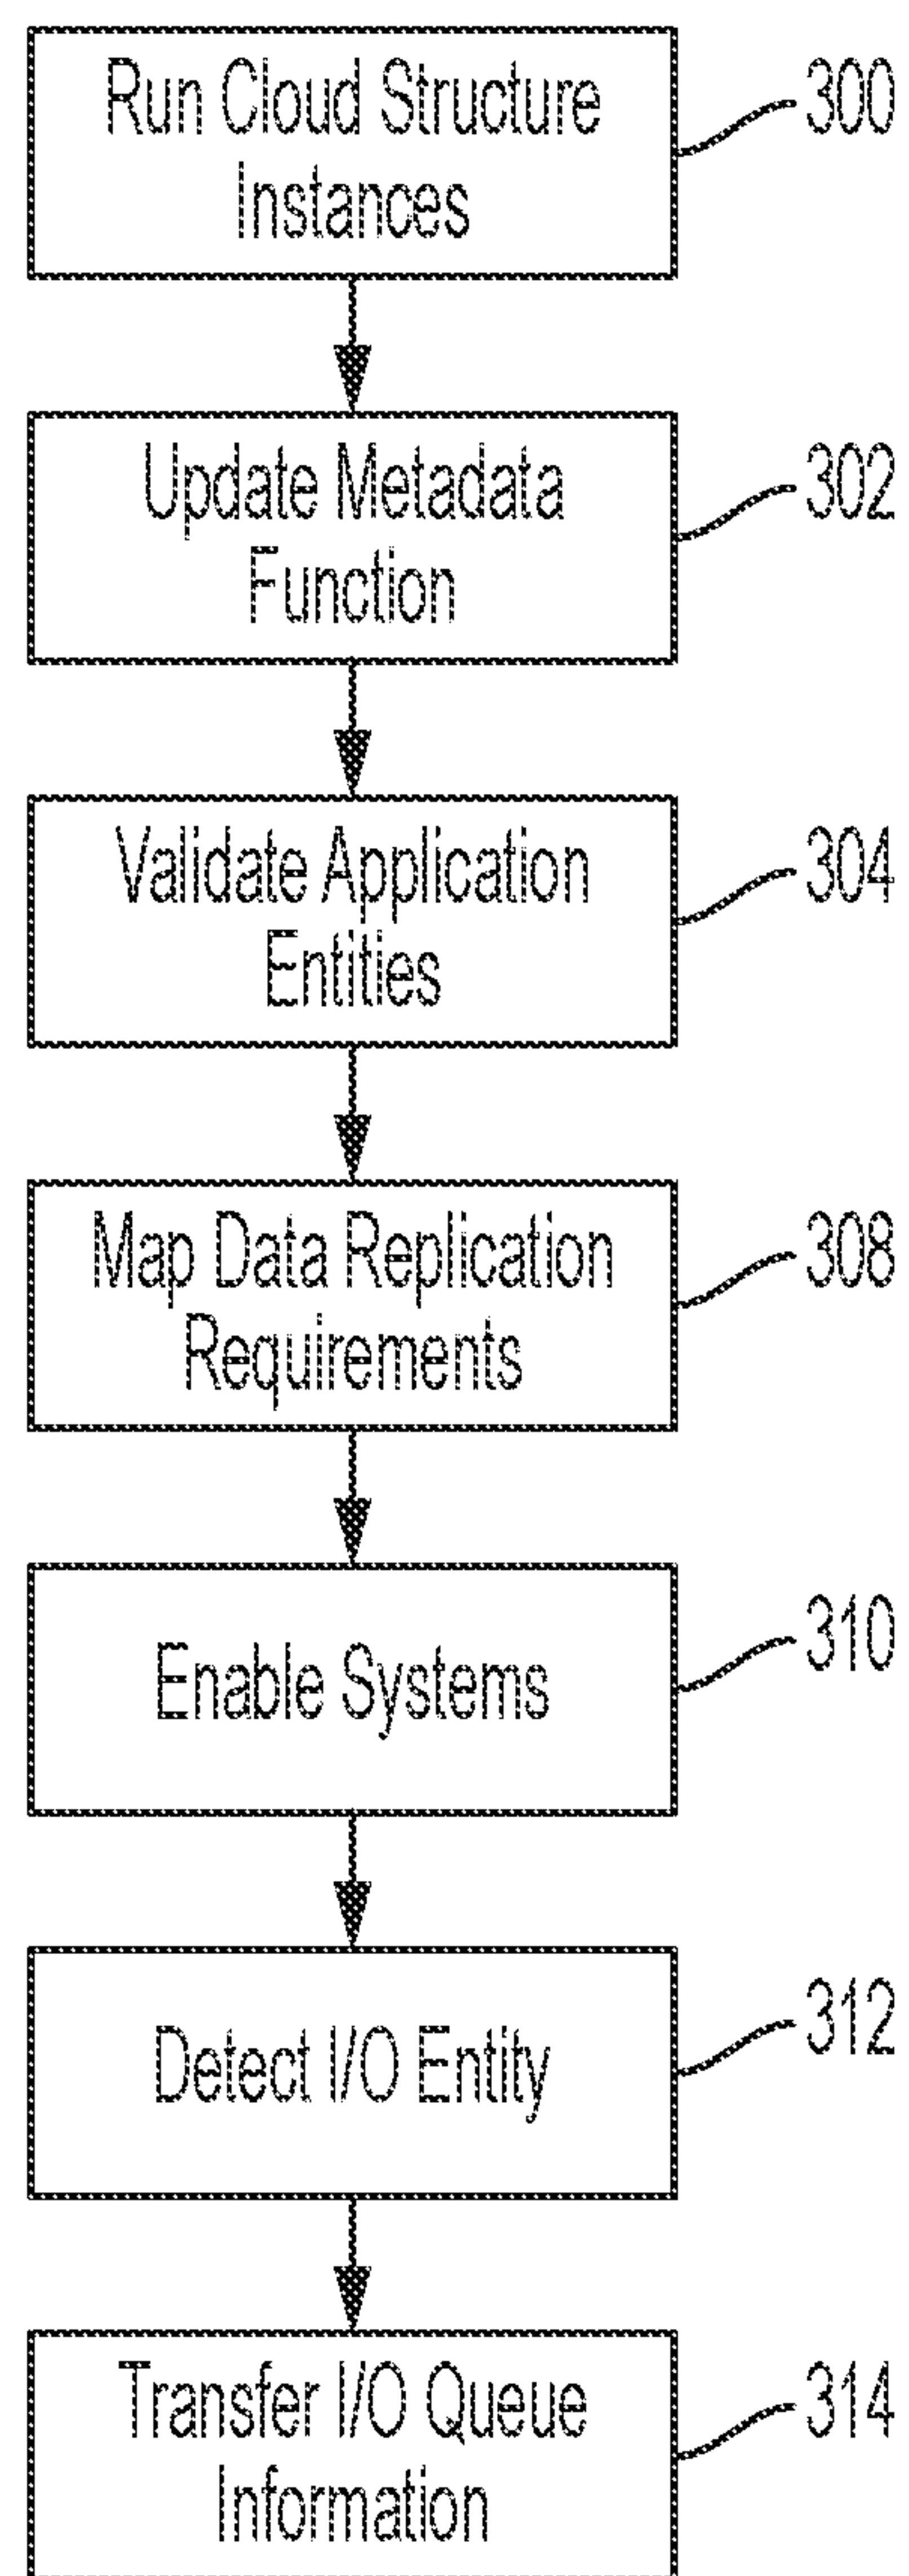 Run Cloud Structure
Instances
300
Update Metadata
Function
302
Validate Application
Entities
304
Map Data Replication
Requirements
308
Enable Systems
310
Detect I/O Entity
312
Transfer I/O Queue
Information
314